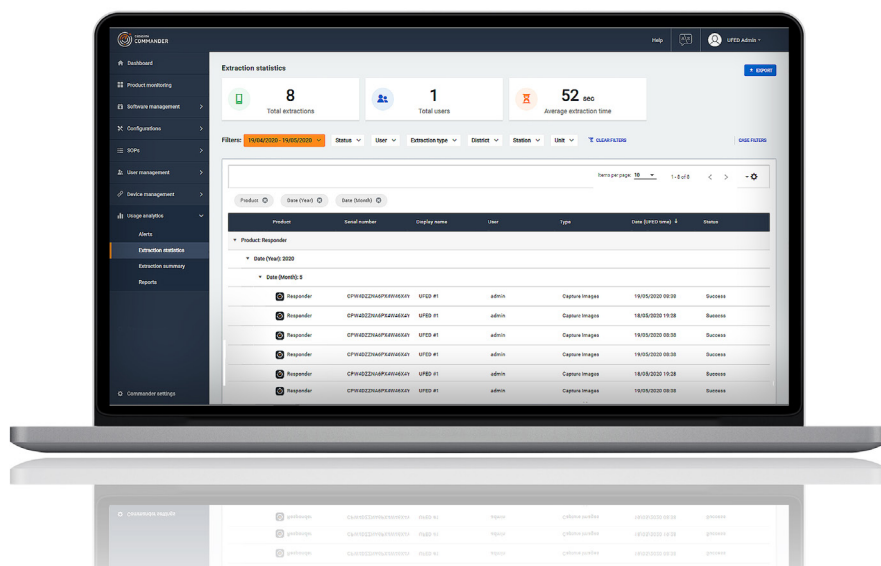 COMMANDER
Help
UFED Admin
Dashboard
Product monitoring
Software management
Configurations
SOPs
User management
Device management
Usage analytics
Alerts
Extraction statistics
Extraction summary
Reports
Commander settings
Extraction statistics
EXPORT
8
Total extractions
1
Total users
52 sec
Average extraction time
Filters: 19/04/2020 - 19/05/2020 Status User Extraction type District Station Unit CLEAR FILTERS CASE FILTERS
Items per page: 10 1 - 8 of 8
Product Date (Year) Date (Month)
Product Serial number Display name User Type Date (UFED time) Status
Product: Responder
Date (Year): 2020
Date (Month): 5
Responder UFED #1 admin Capture Images 19/05/2020 08:38 Success
Responder UFED #1 admin Capture Images 18/05/2020 19:28 Success
Responder UFED #1 admin Capture Images 19/05/2020 08:38 Success
Responder UFED #1 admin Capture Images 19/05/2020 08:38 Success
Responder UFED #1 admin Capture Images 18/05/2020 19:28 Success
Responder UFED #1 admin Capture Images 19/05/2020 08:38 Success